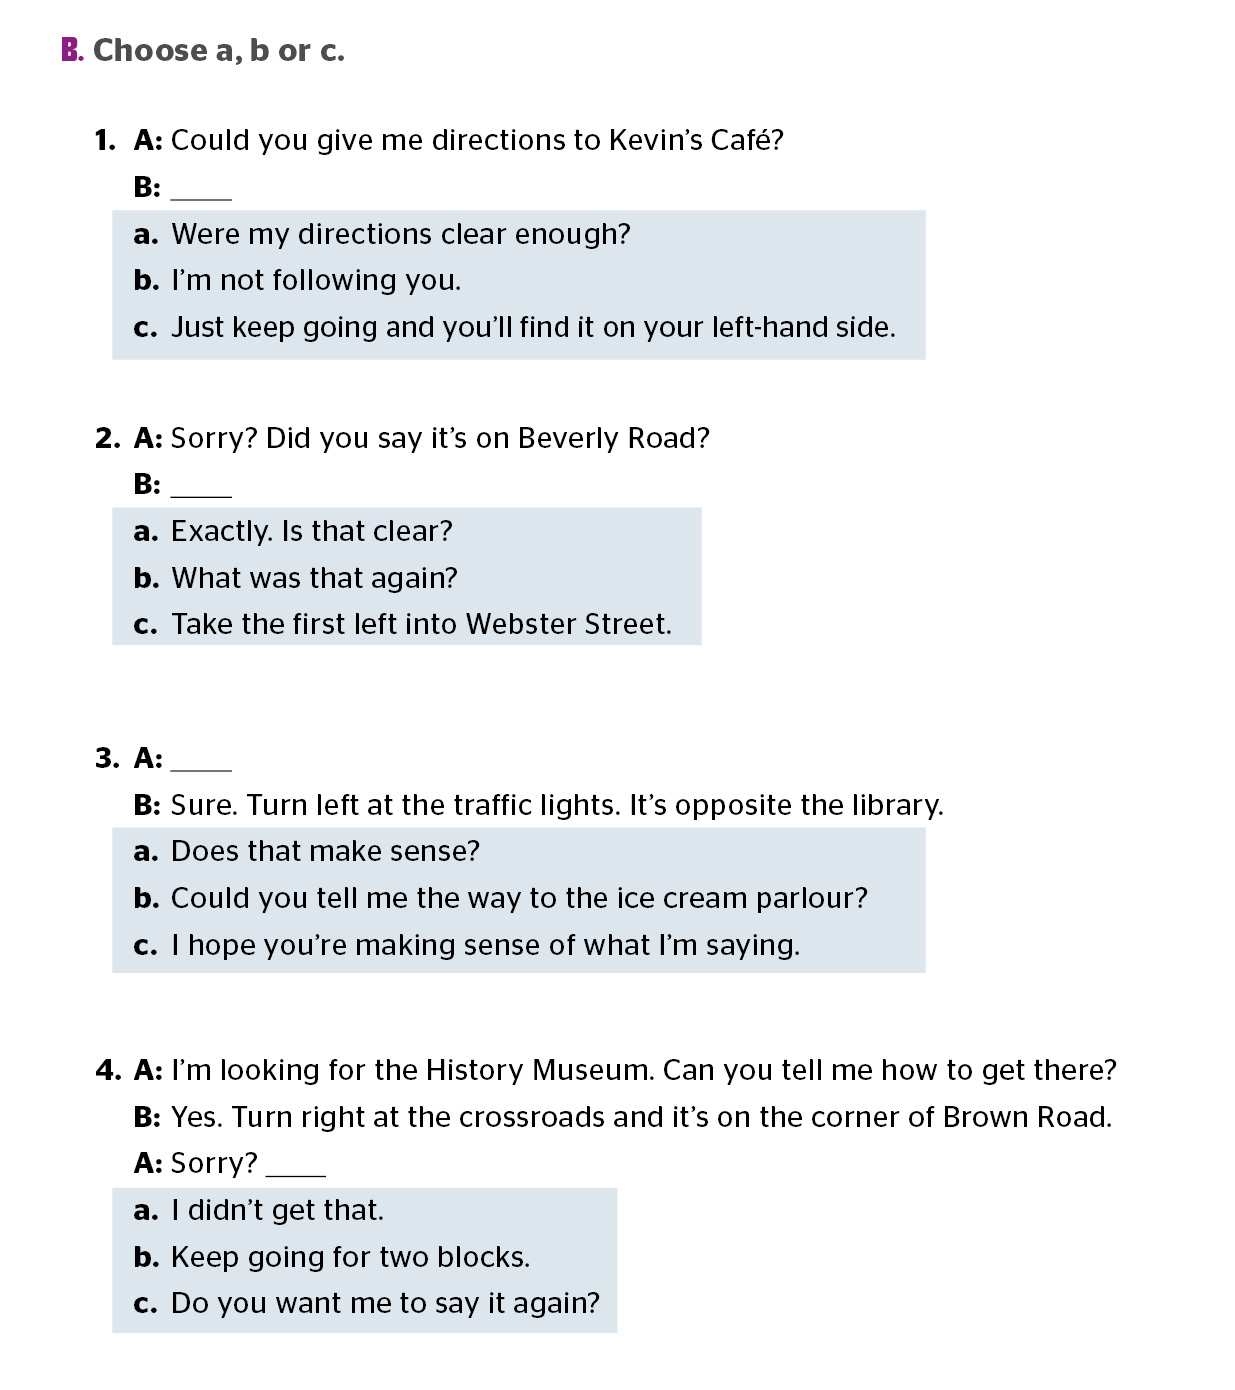 B. Choose a, b or c.
1. A: Could you give me directions to Kevin’s Café?
B: ____
a. Were my directions clear enough?
b. I’m not following you.
c. Just keep going and you’ll find it on your left-hand side.
2. A: Sorry? Did you say it’s on Beverly Road?
B: ____
a. Exactly. Is that clear?
b. What was that again?
c. Take the first left into Webster Street.
3. A: ____
B: Sure. Turn left at the traffic lights. It’s opposite the library.
a. Does that make sense?
b. Could you tell me the way to the ice cream parlour?
c. I hope you’re making sense of what I’m saying.
4. A: I’m looking for the History Museum. Can you tell me how to get there?
B: Yes. Turn right at the crossroads and it’s on the corner of Brown Road.
A: Sorry? ____
a. I didn’t get that.
b. Keep going for two blocks.
c. Do you want me to say it again?